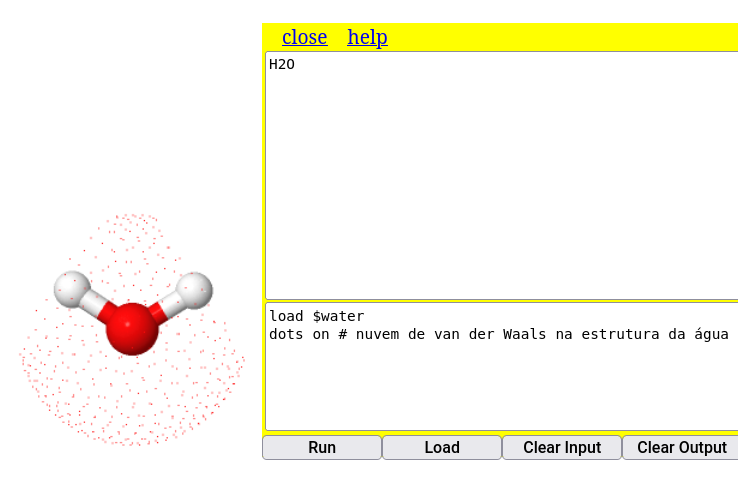 close help
H2O
load $water
dots on # nuvem de van der Waals na estrutura da água
Run Load Clear Input Clear Output